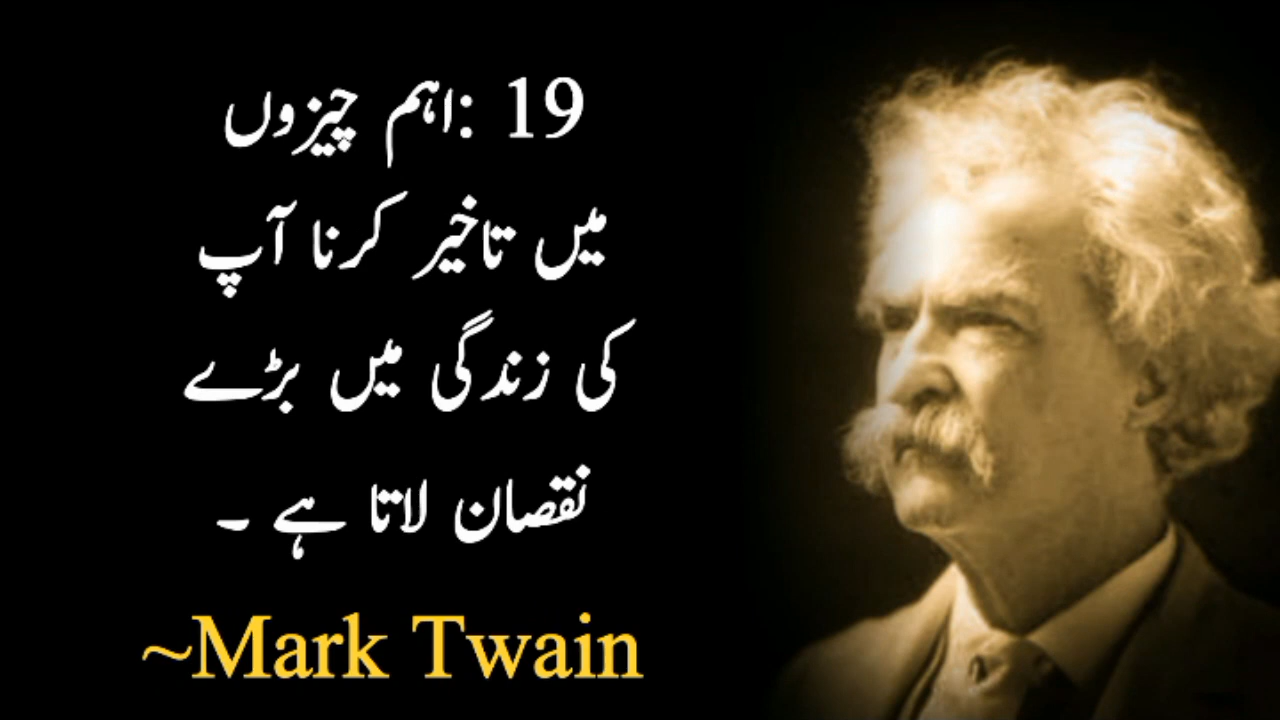 19 :اہم چیزوں
میں تاخیر کرنا آپ
کی زندگی میں بڑے
نقصان لاتا ہے ۔
~Mark Twain